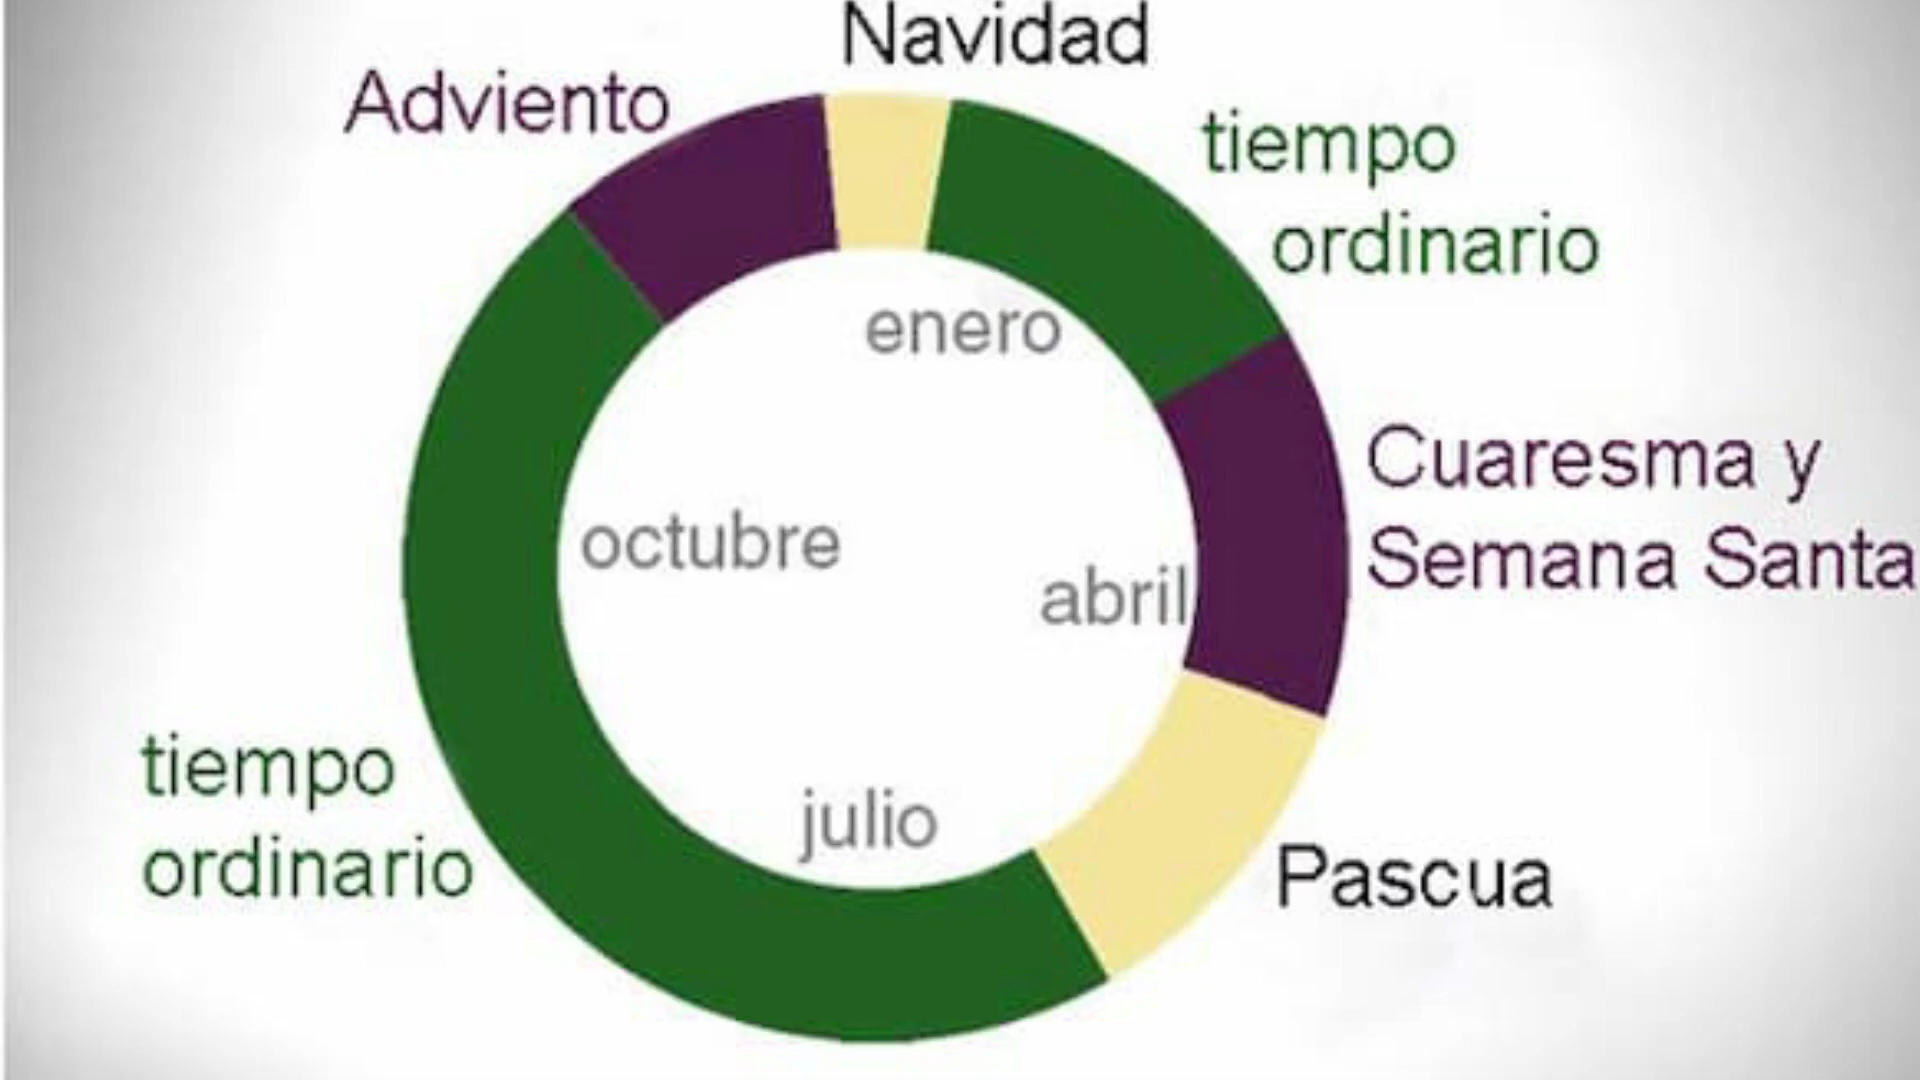 Navidad
Adviento
tiempo
ordinario
enero
Cuaresma y
Semana Santa
octubre
abril
tiempo
ordinario
julio
Pascua